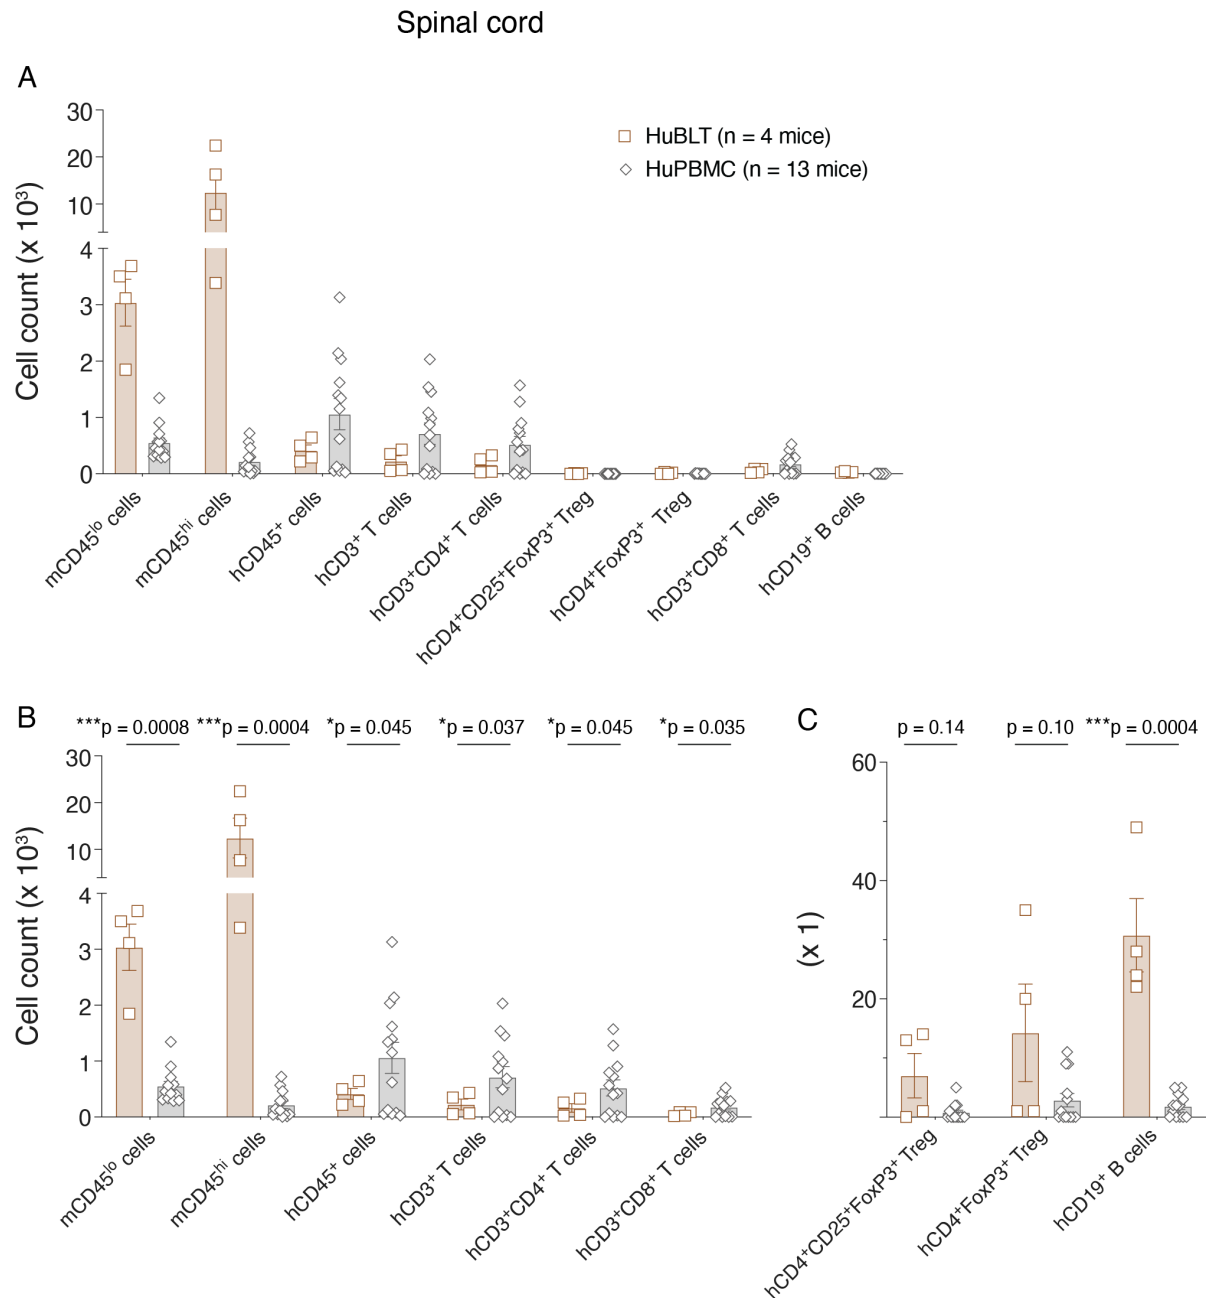 Spinal cord
A
30
20
10
4
3
2
1
0
Cell count (x 10³)
HuBLT (n = 4 mice)
HuPBMC (n = 13 mice)
mCD45ˡᵒ cells
mCD45ʰⁱ cells
hCD45⁺ cells
hCD3⁺ T cells
hCD3⁺CD4⁺ T cells
hCD4⁺CD25⁺FoxP3⁺ Treg
hCD4⁺FoxP3⁺ Treg
hCD3⁺CD8⁺ T cells
hCD19⁺ B cells
B
***p = 0.0008
***p = 0.0004
*p = 0.045
*p = 0.037
*p = 0.045
*p = 0.035
30
20
10
4
3
2
1
0
Cell count (x 10³)
mCD45ˡᵒ cells
mCD45ʰⁱ cells
hCD45⁺ cells
hCD3⁺ T cells
hCD3⁺CD4⁺ T cells
hCD3⁺CD8⁺ T cells
C
p = 0.14
p = 0.10
***p = 0.0004
60
40
20
(x 1)
hCD4⁺CD25⁺FoxP3⁺ Treg
hCD4⁺FoxP3⁺ Treg
hCD19⁺ B cells